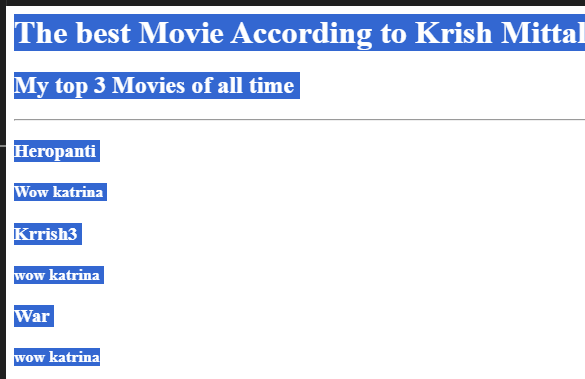 The best Movie According to Krish Mittal
My top 3 Movies of all time
Heropanti
Wow katrina
Krrish3
wow katrina
War
wow katrina